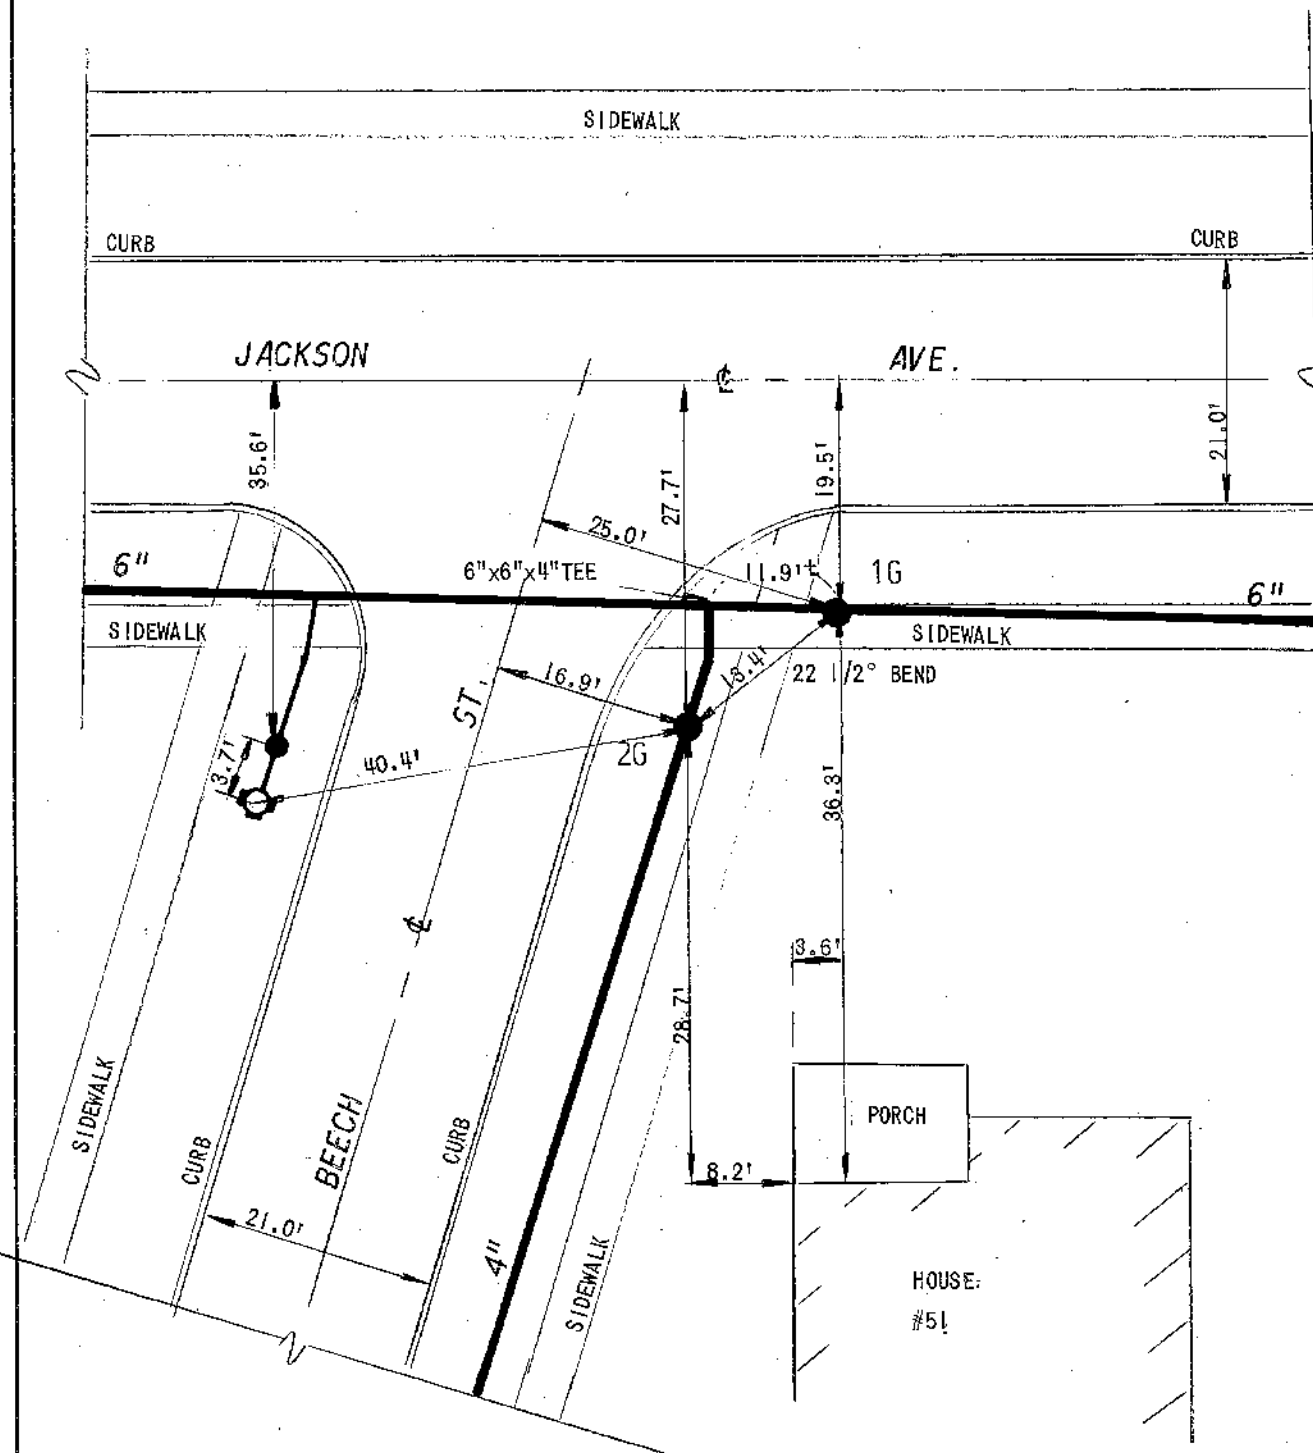 SIDEWALK
CURB
CURB
JACKSON AVE.
℄
35.6'
27.7'
19.5'
21.0'
25.0'
6"
6"x6"x4"TEE
11.9'±
1G
6"
SIDEWALK
SIDEWALK
22 1/2° BEND
13.4'
16.9'
ST.
2G
40.4'
3.7'
36.3'
℄
3.6'
28.7'
SIDEWALK
CURB
BEECH
CURB
PORCH
8.2'
21.0'
4"
SIDEWALK
HOUSE
#51